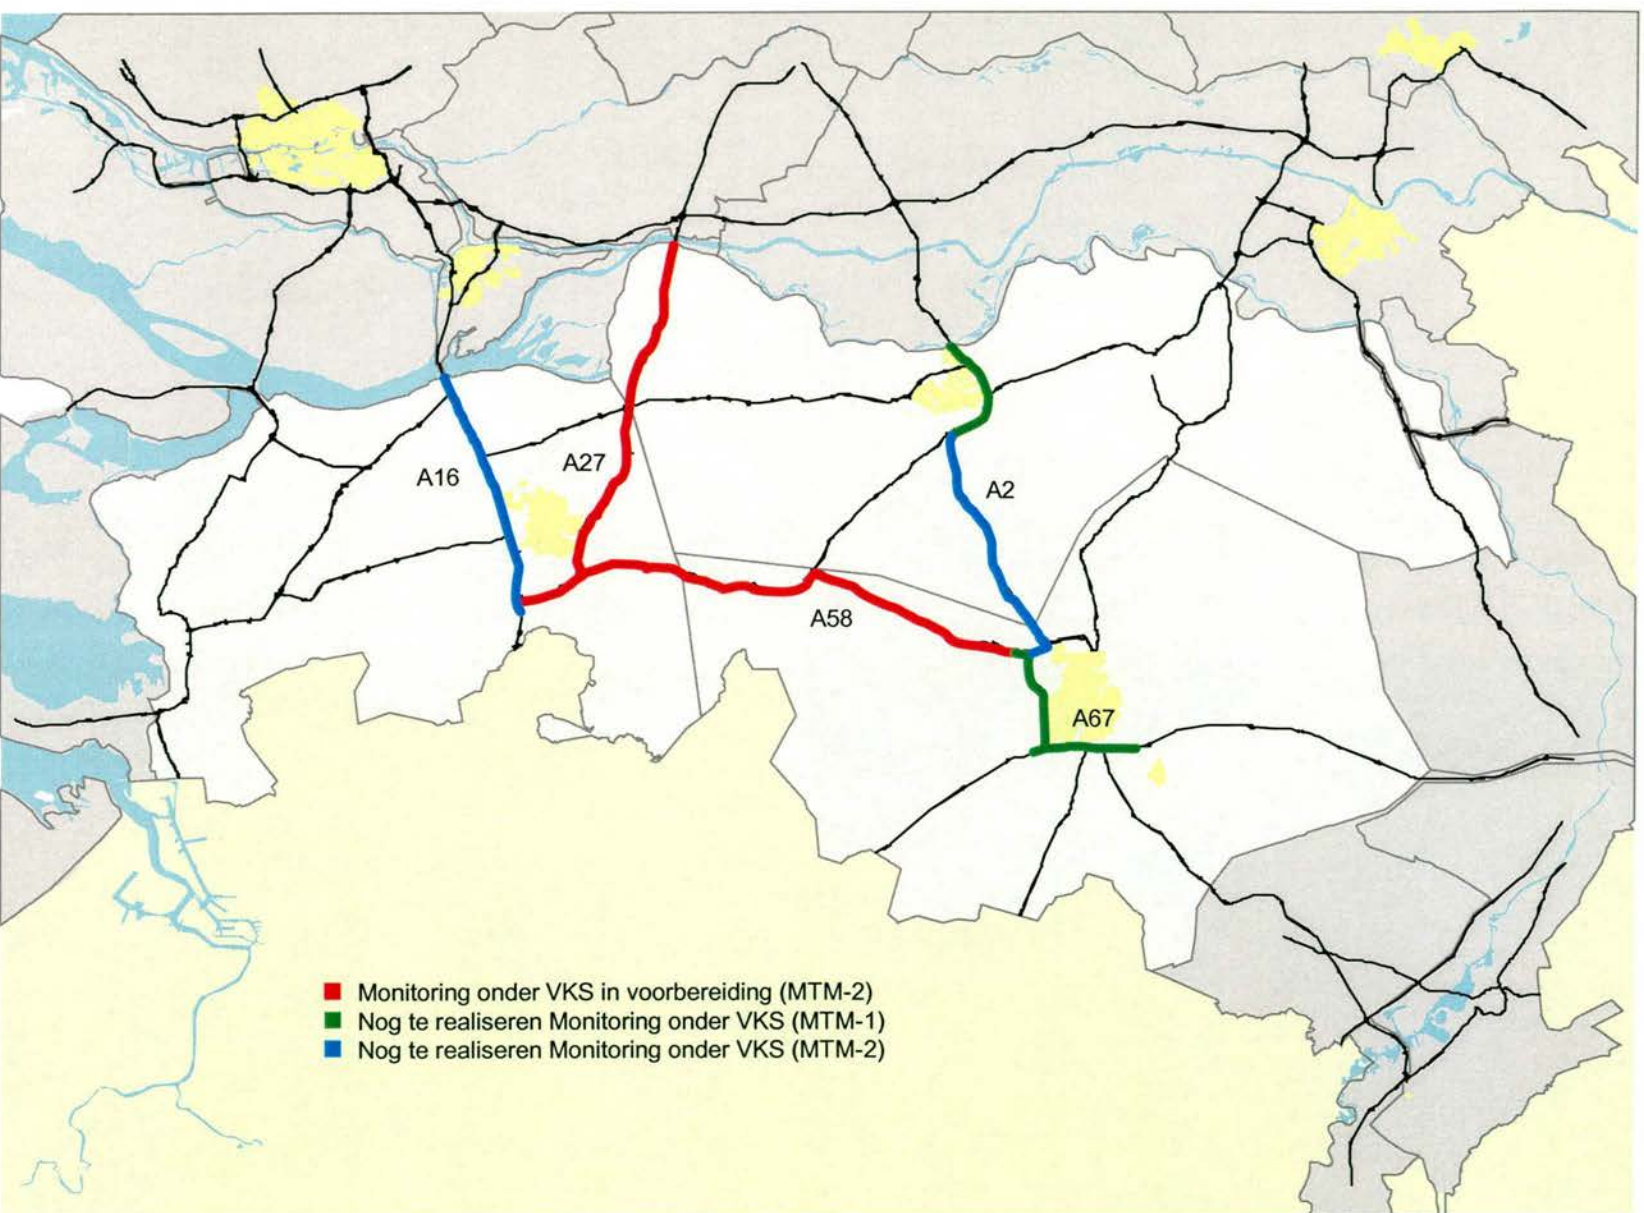 A27
A16
A2
A58
A67
Monitoring onder VKS in voorbereiding (MTM-2)
Nog te realiseren Monitoring onder VKS (MTM-1)
Nog te realiseren Monitoring onder VKS (MTM-2)